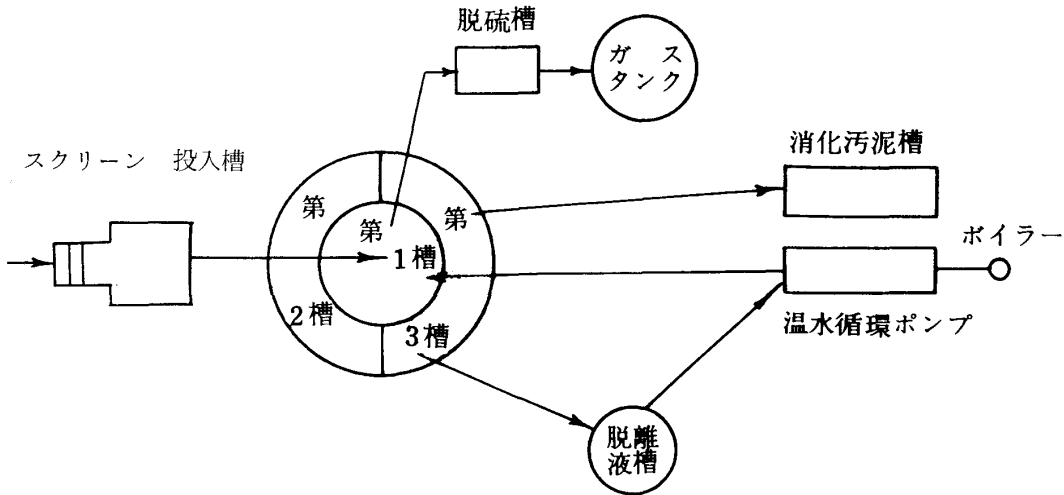 脱硫槽
ガス
タンク
スクリーン 投入槽
消化汚泥槽
第
2槽
第
1槽
第
3槽
ボイラー
温水循環ポンプ
脱離
液槽